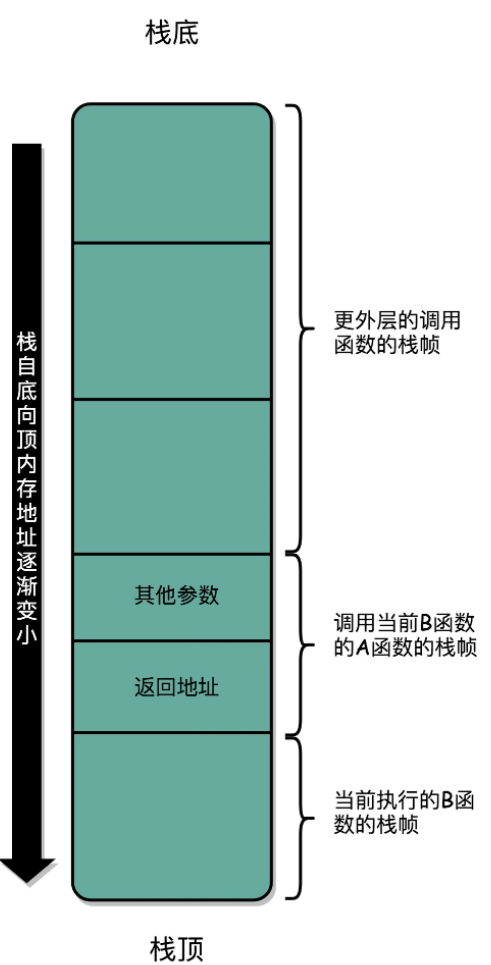 栈底
栈自底向顶内存地址逐渐变小
更外层的调用
函数的栈帧
其他参数
返回地址
调用当前B函数
的A函数的栈帧
当前执行的B函
数的栈帧
栈顶